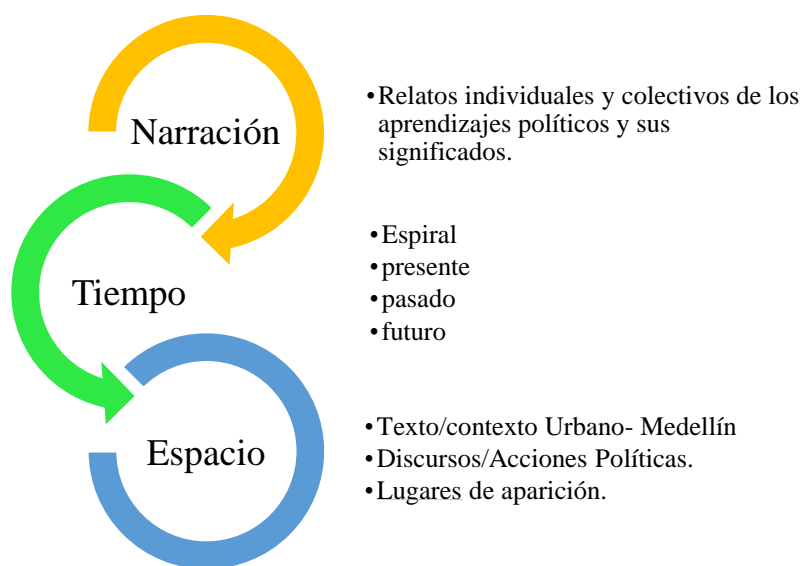 Narración
•Relatos individuales y colectivos de los
aprendizajes políticos y sus
significados.
Tiempo
•Espiral
•presente
•pasado
•futuro
Espacio
•Texto/contexto Urbano- Medellín
•Discursos/Acciones Políticas.
•Lugares de aparición.